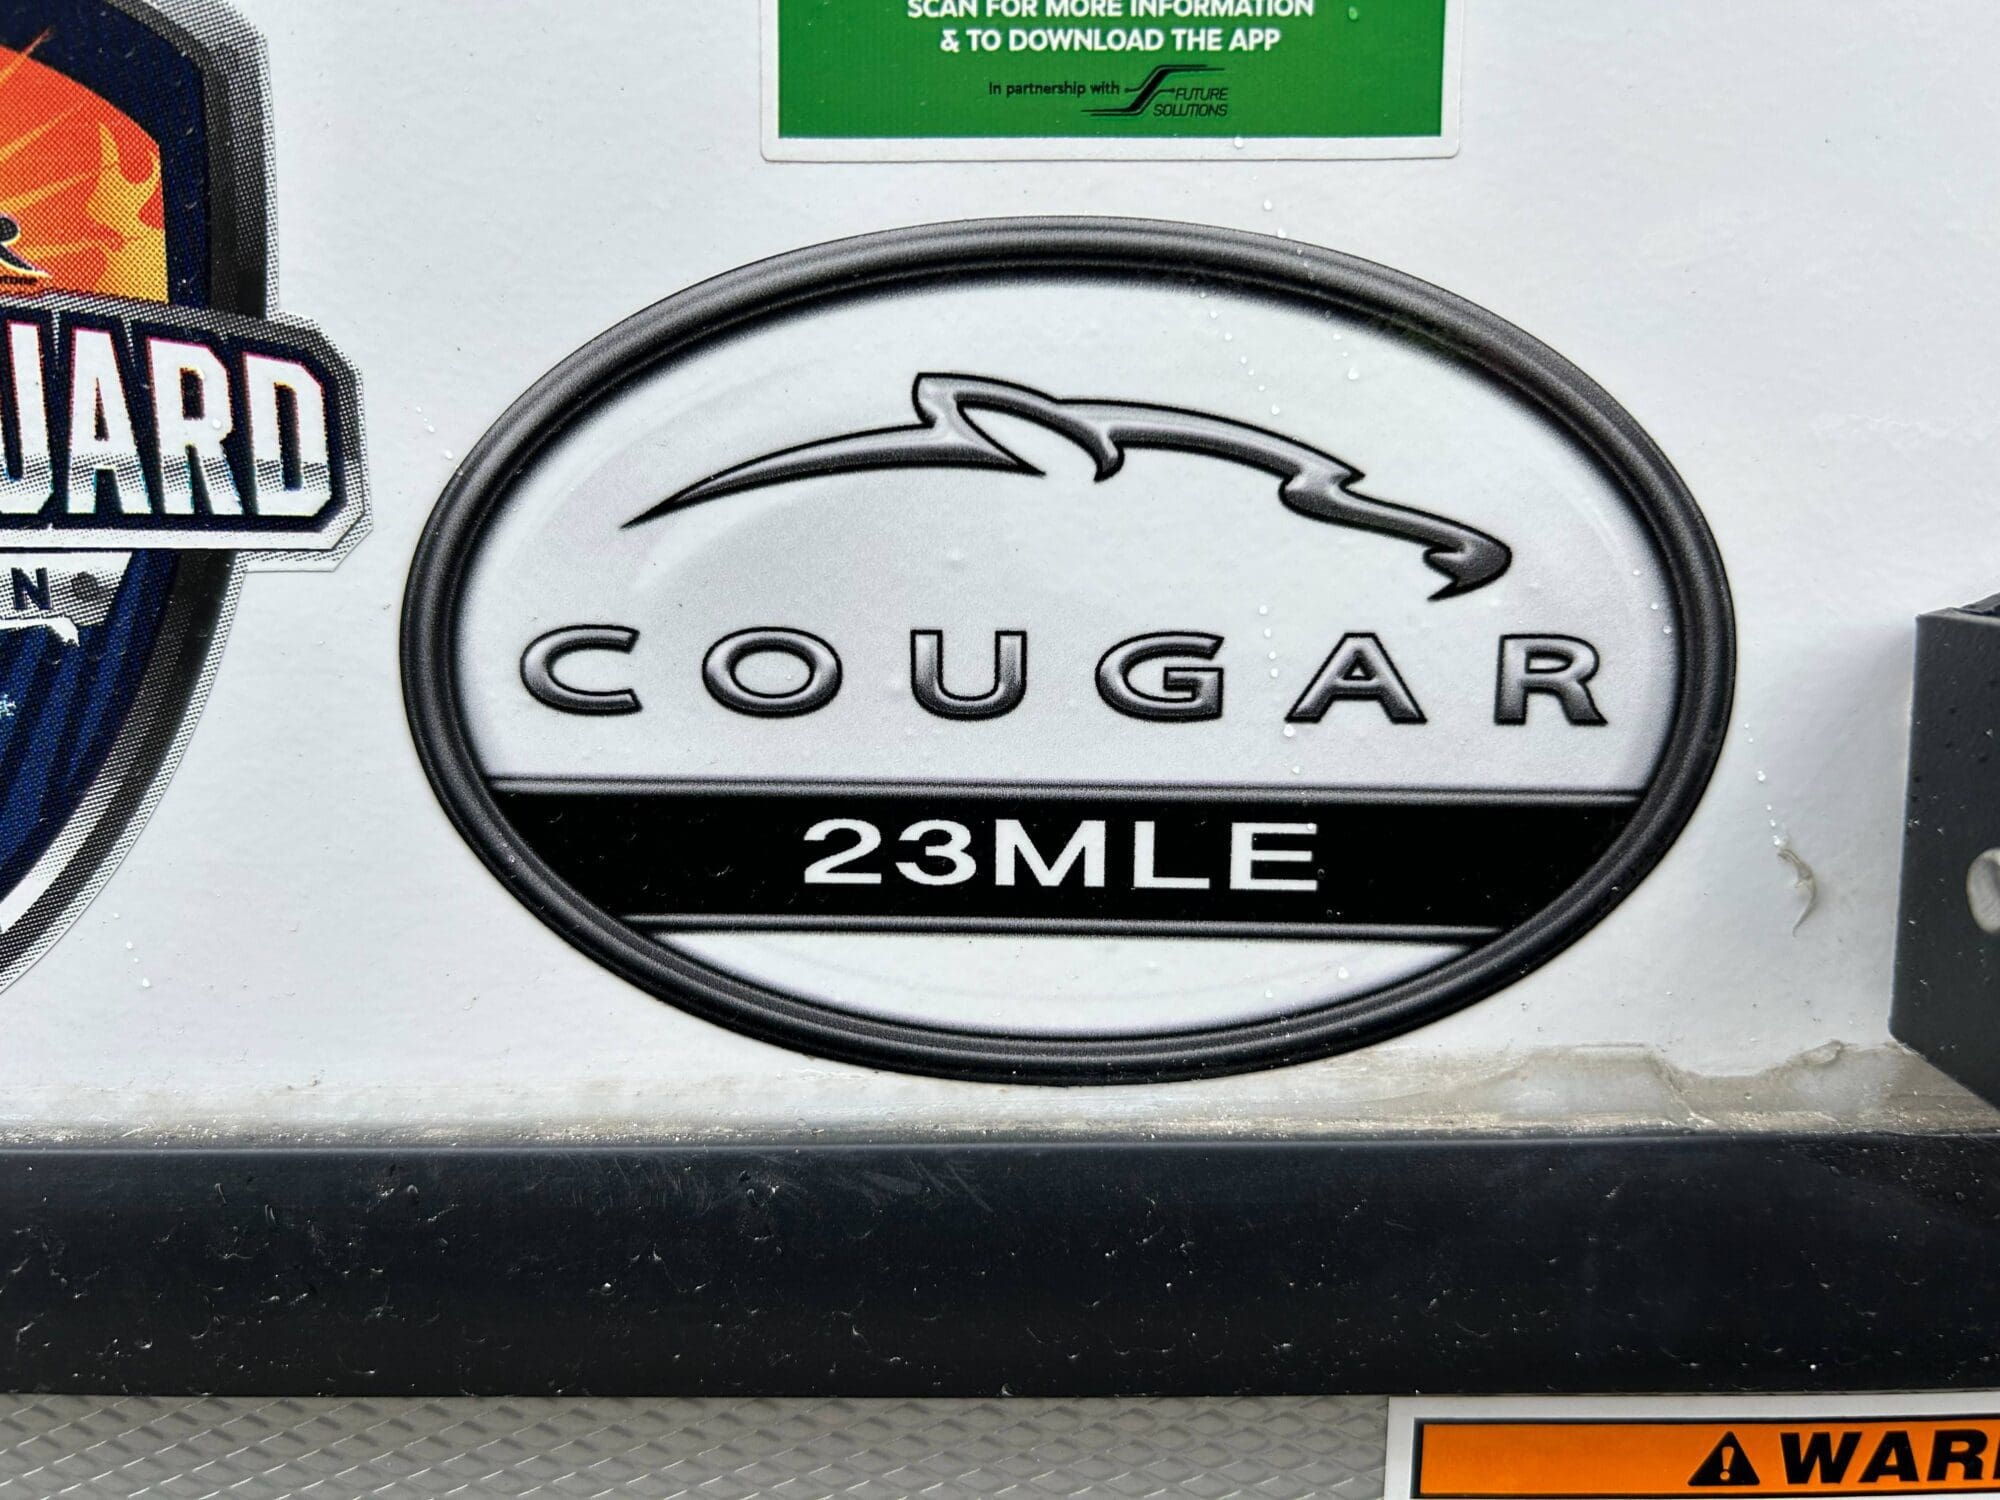 SCAN FOR MORE INFORMATION
& TO DOWNLOAD THE APP
In partnership with FUTURE
SOLUTIONS
UARD
N
COUGAR
23MLE
WAR